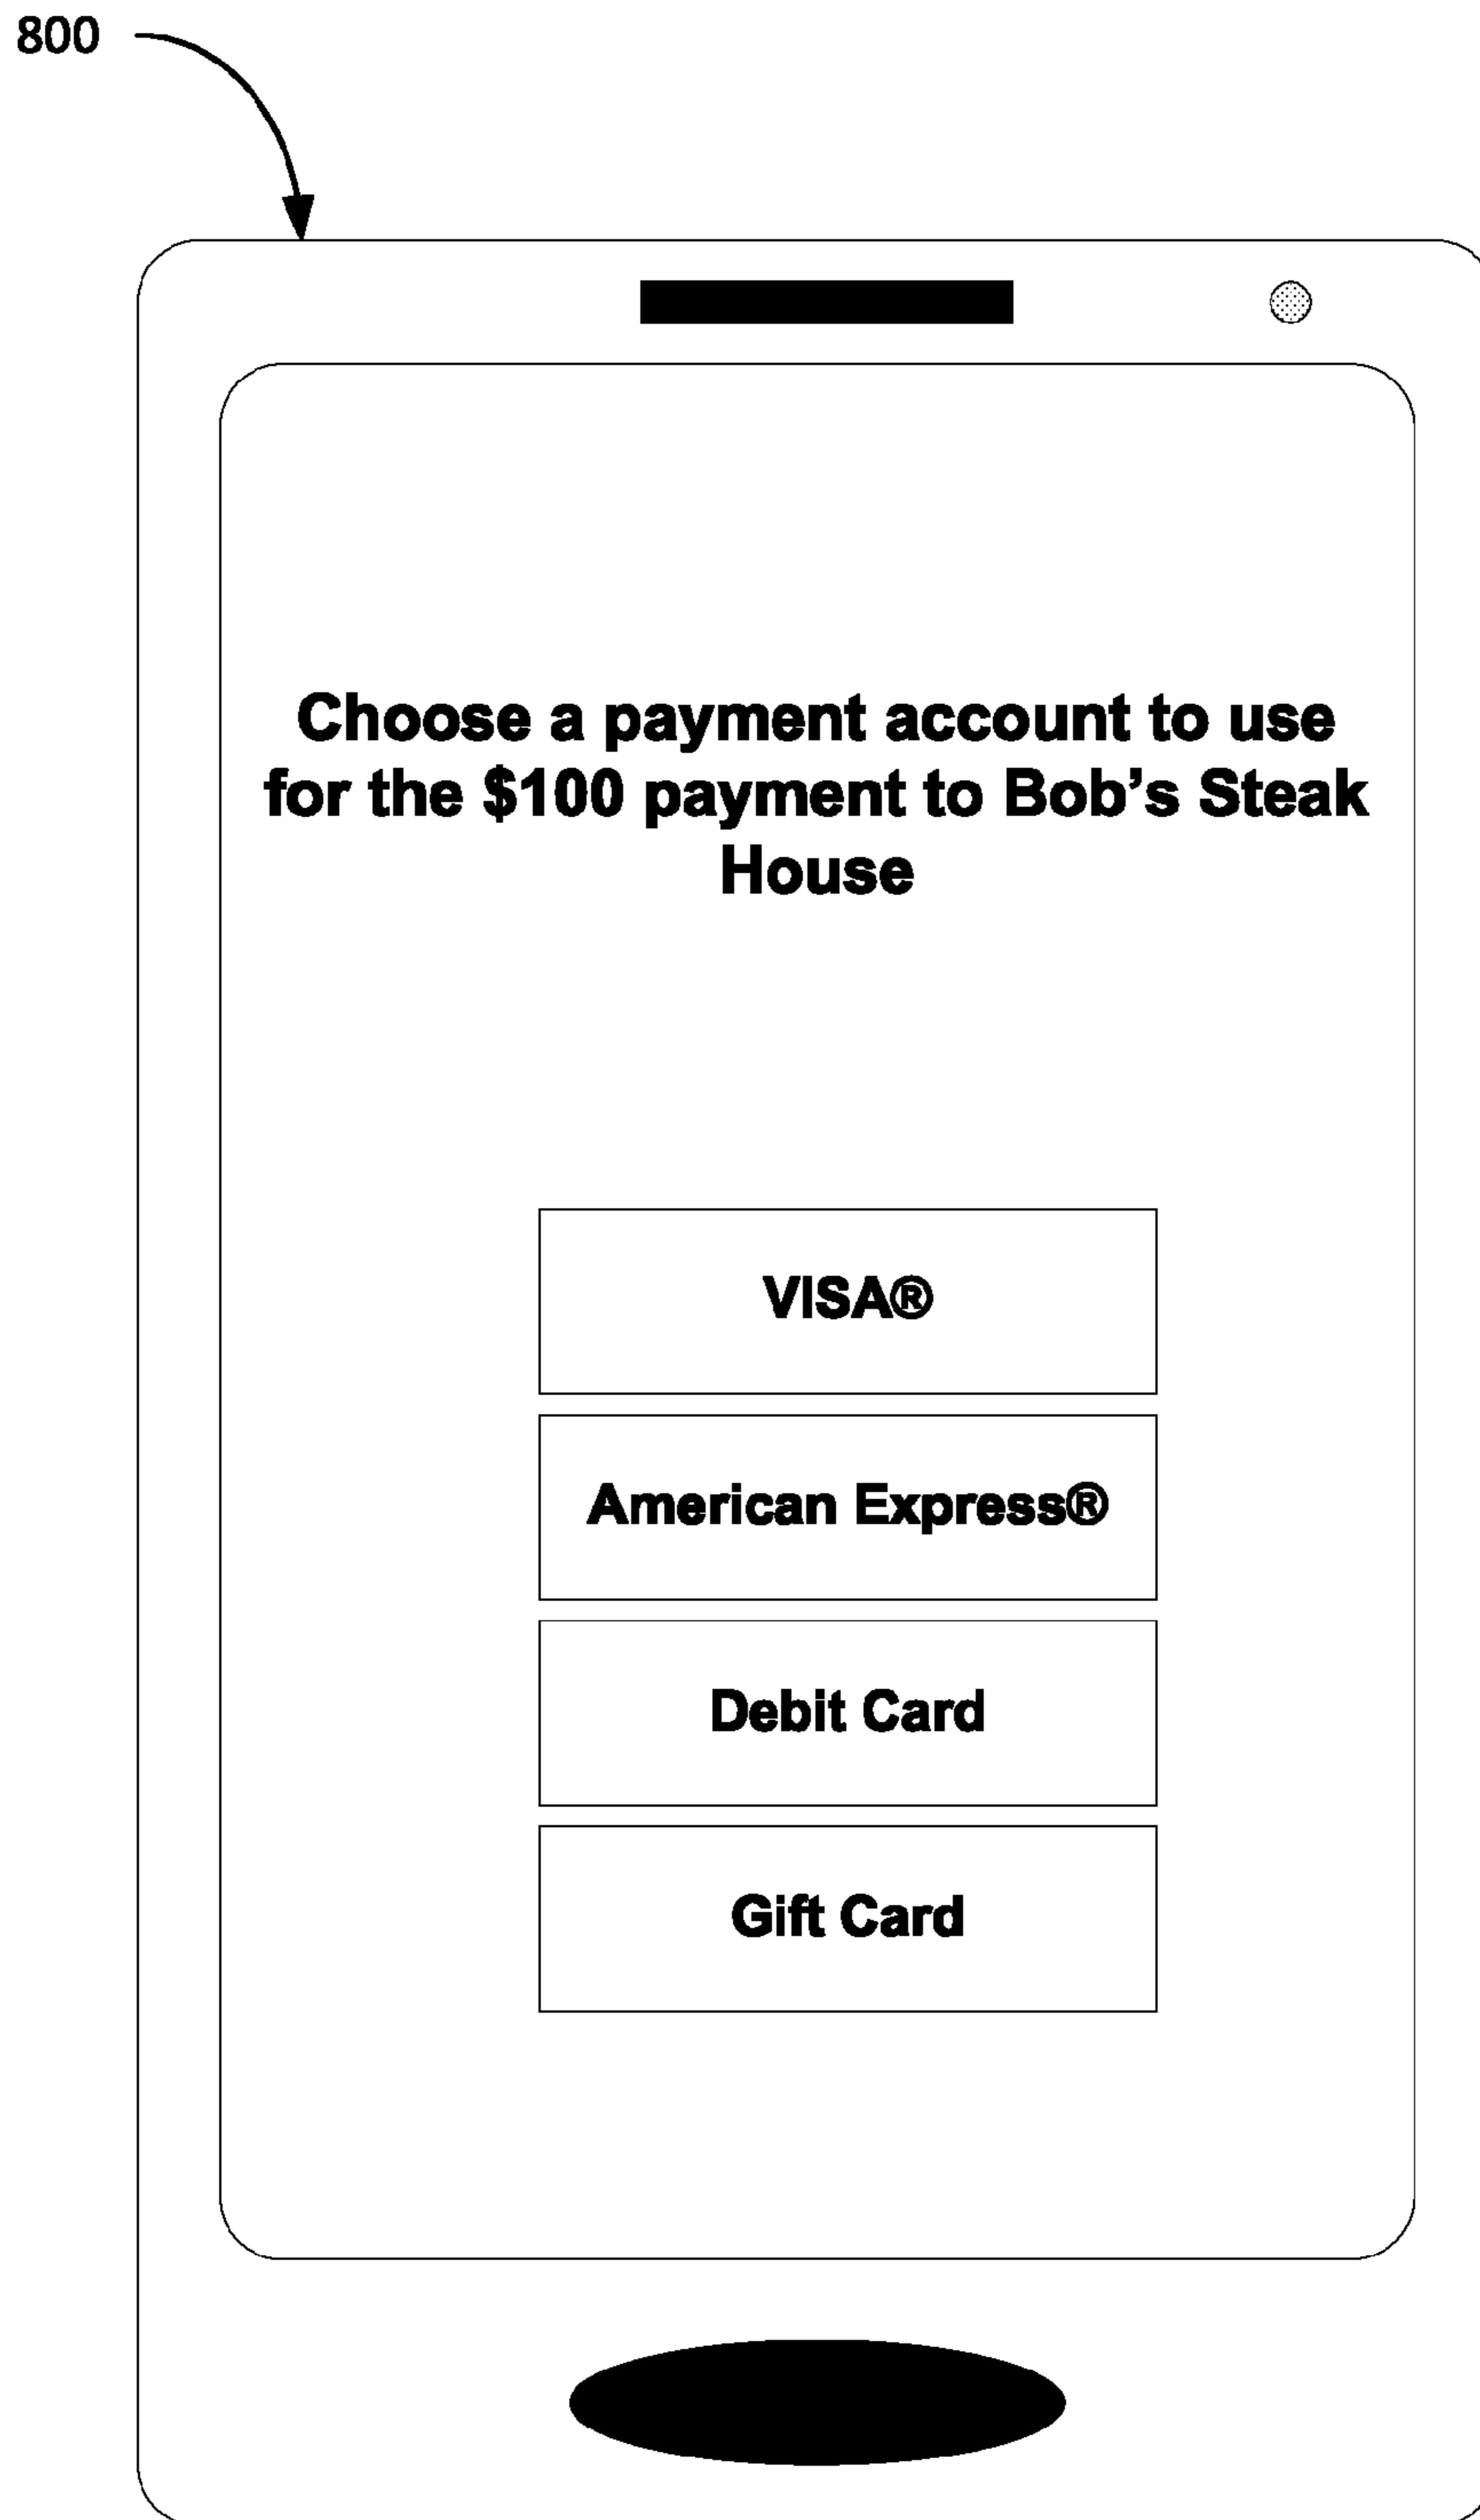 800
Choose a payment account to use
for the $100 payment to Bob’s Steak
House
VISA®
American Express®
Debit Card
Gift Card